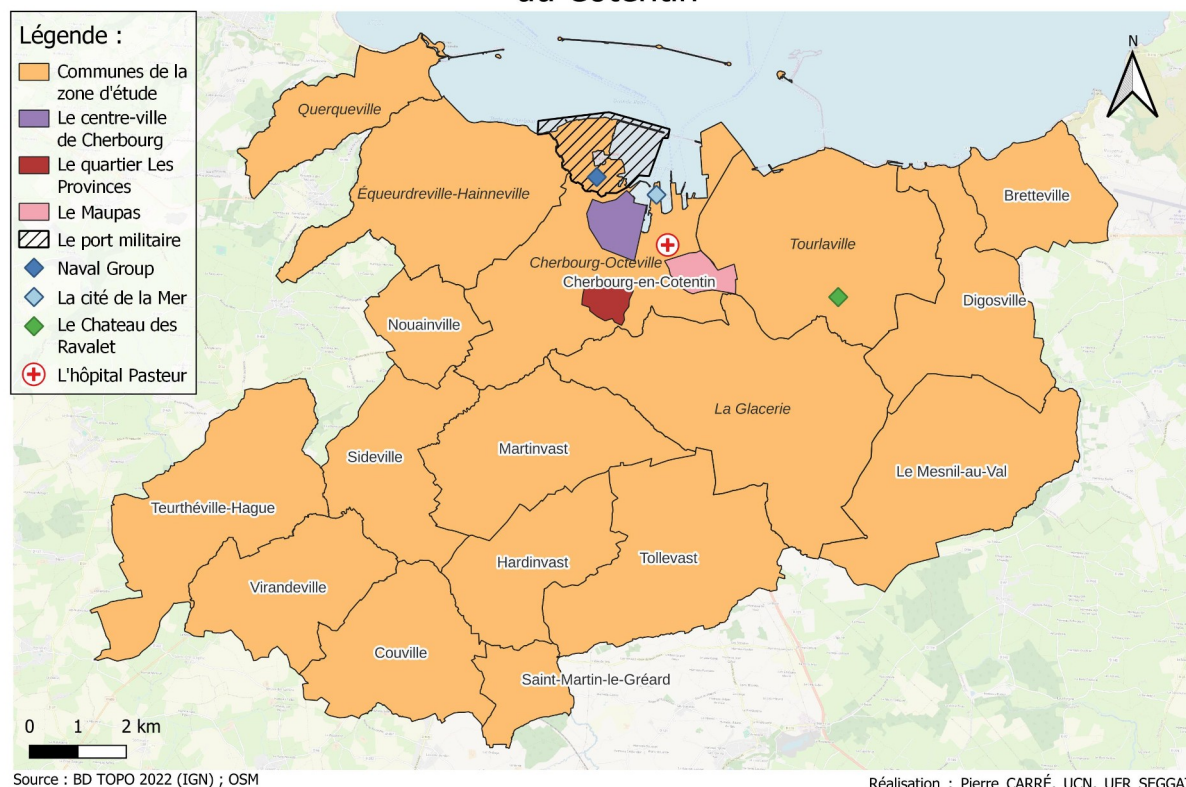 du Cotentin
Légende :
Communes de la
zone d'étude
Le centre-ville
de Cherbourg
Le quartier Les
Provinces
Le Maupas
Le port militaire
Naval Group
La cité de la Mer
Le Chateau des
Ravalet
L'hôpital Pasteur
N
Querqueville
Équeurdreville-Hainneville
Bretteville
Tourlaville
Cherbourg-Octeville
Cherbourg-en-Cotentin
Digosville
Nouainville
La Glacerie
Martinvast
Sideville
Le Mesnil-au-Val
Teurthéville-Hague
Hardinvast
Tollevast
Virandeville
Couville
Saint-Martin-le-Gréard
0 1 2 km
Source : BD TOPO 2022 (IGN) ; OSM
Réalisation : Pierre CARRÉ, UCN, UFR SEGGAT